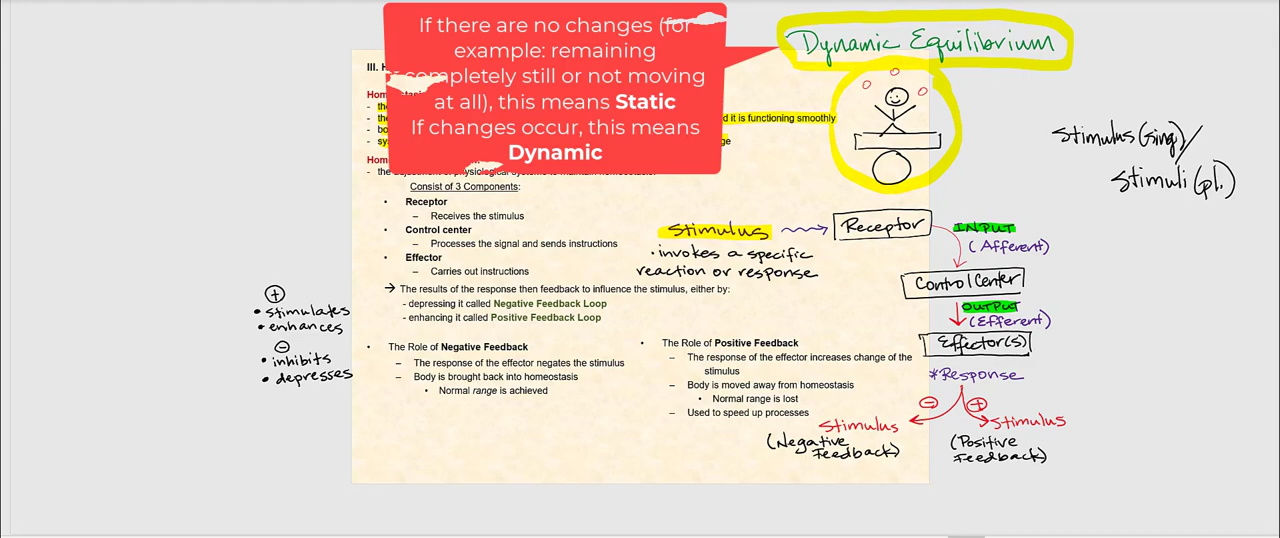 If there are no changes (for
example: remaining
completely still or not moving
at all), this means Static
If changes occur, this means
Dynamic
Dynamic Equilibrium
III. H
Hom
- the
- the
d it is functioning smoothly
- bo
- sy
ge
Hom
- the adjustment of physiological systems to maintain homeostasis.
Consist of 3 Components:
• Receptor
– Receives the stimulus
• Control center
– Processes the signal and sends instructions
• Effector
– Carries out instructions
→ The results of the response then feedback to influence the stimulus, either by:
- depressing it called Negative Feedback Loop
- enhancing it called Positive Feedback Loop
• The Role of Negative Feedback
– The response of the effector negates the stimulus
– Body is brought back into homeostasis
• Normal range is achieved
• The Role of Positive Feedback
– The response of the effector increases change of the
stimulus
– Body is moved away from homeostasis
• Normal range is lost
– Used to speed up processes
+
• stimulates
• enhances
−
• inhibits
• depresses
Stimulus (sing) /
Stimuli (pl.)
Stimulus
• invokes a specific
reaction or response
Receptor
INPUT
(Afferent)
Control Center
OUTPUT
(Efferent)
Effector(s)
*Response
− +
Stimulus
(Negative
Feedback)
Stimulus
(Positive
Feedback)